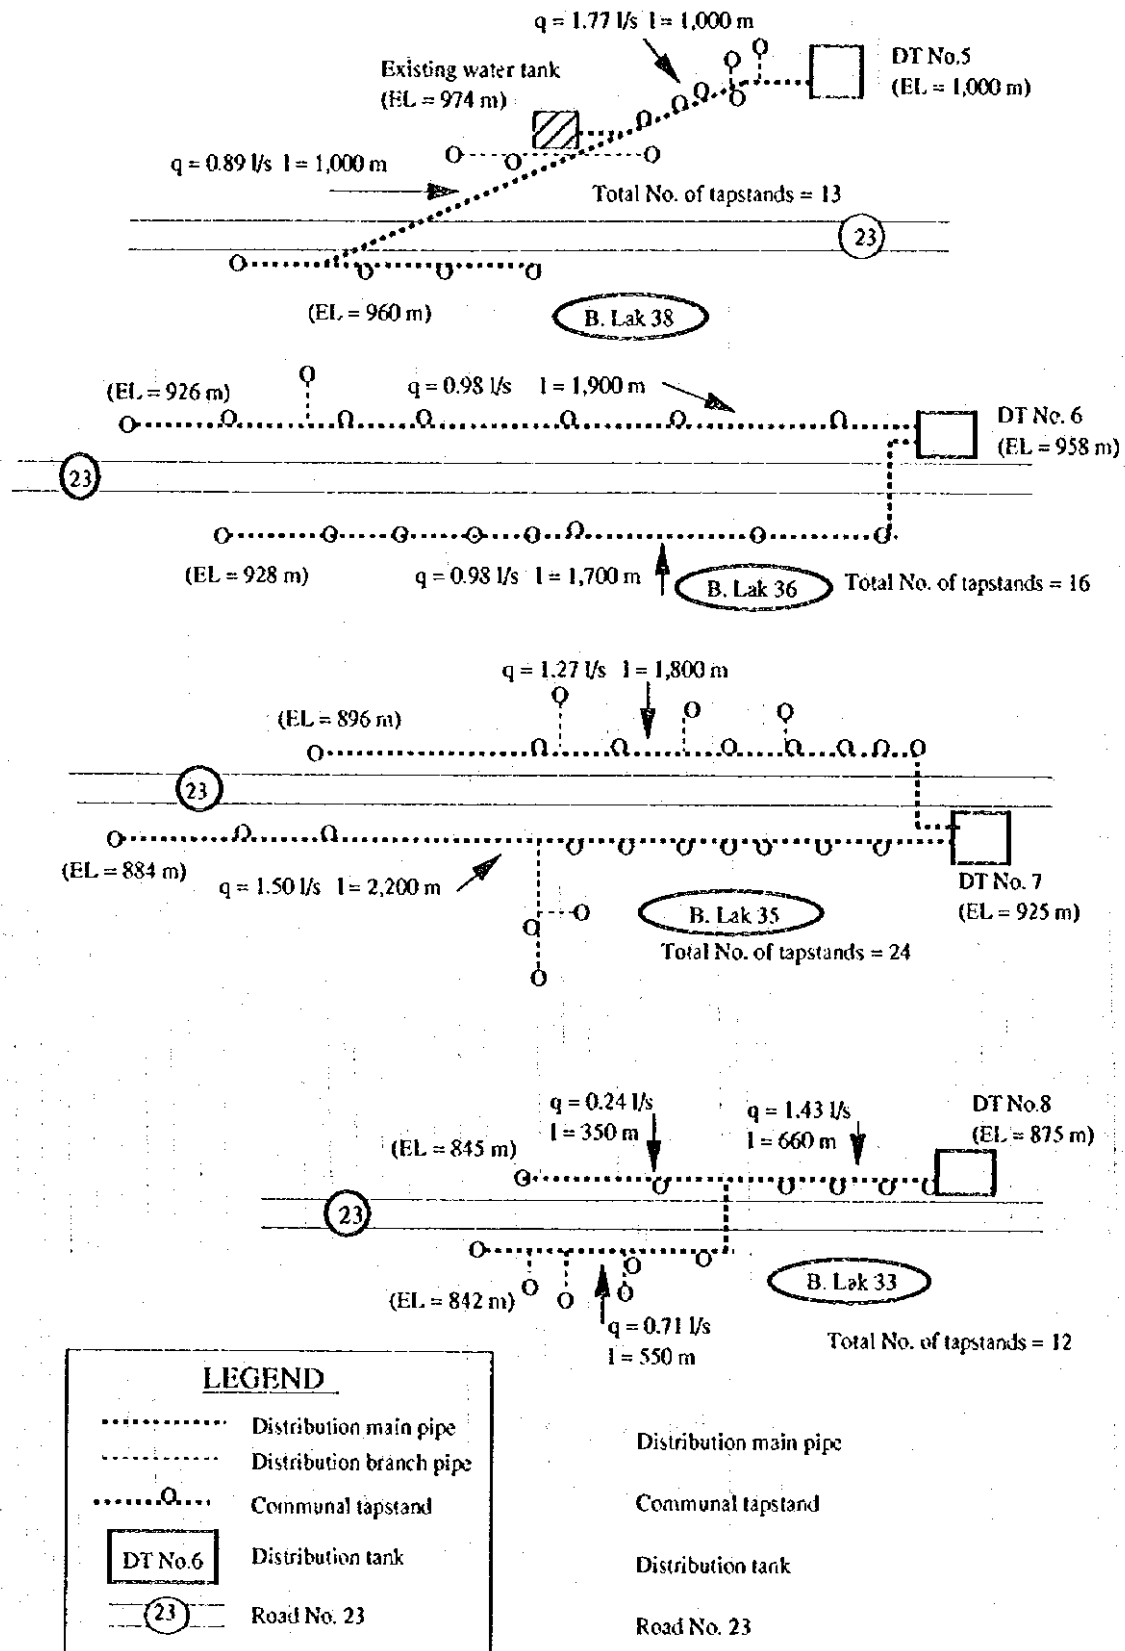 q = 1.77 l/s l = 1,000 m
DT No.5
(EL = 1,000 m)
Existing water tank
(EL = 974 m)
q = 0.89 l/s l = 1,000 m
Total No. of tapstands = 13
23
(EL = 960 m)
B. Lak 38
(EL = 926 m)
q = 0.98 l/s l = 1,900 m
DT No. 6
(EL = 958 m)
23
(EL = 928 m)
q = 0.98 l/s l = 1,700 m
B. Lak 36
Total No. of tapstands = 16
q = 1.27 l/s l = 1,800 m
(EL = 896 m)
23
(EL = 884 m)
q = 1.50 l/s l = 2,200 m
DT No. 7
(EL = 925 m)
B. Lak 35
Total No. of tapstands = 24
q = 0.24 l/s
l = 350 m
q = 1.43 l/s
l = 660 m
DT No.8
(EL = 875 m)
(EL = 845 m)
23
(EL = 842 m)
B. Lak 33
q = 0.71 l/s
l = 550 m
Total No. of tapstands = 12
LEGEND
Distribution main pipe
Distribution branch pipe
Communal tapstand
DT No.6
Distribution tank
23
Road No. 23
Distribution main pipe
Communal tapstand
Distribution tank
Road No. 23